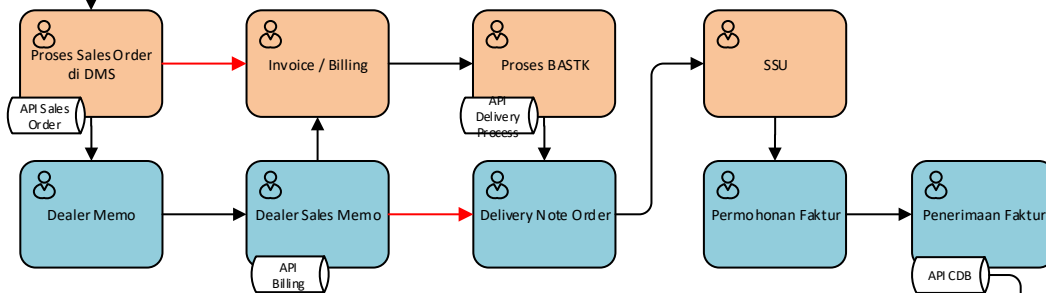 Proses Sales Order
di DMS
API Sales
Order
Invoice / Billing
Proses BASTK
API
Delivery
Process
SSU
Dealer Memo
Dealer Sales Memo
API
Billing
Delivery Note Order
Permohonan Faktur
Penerimaan Faktur
API CDB